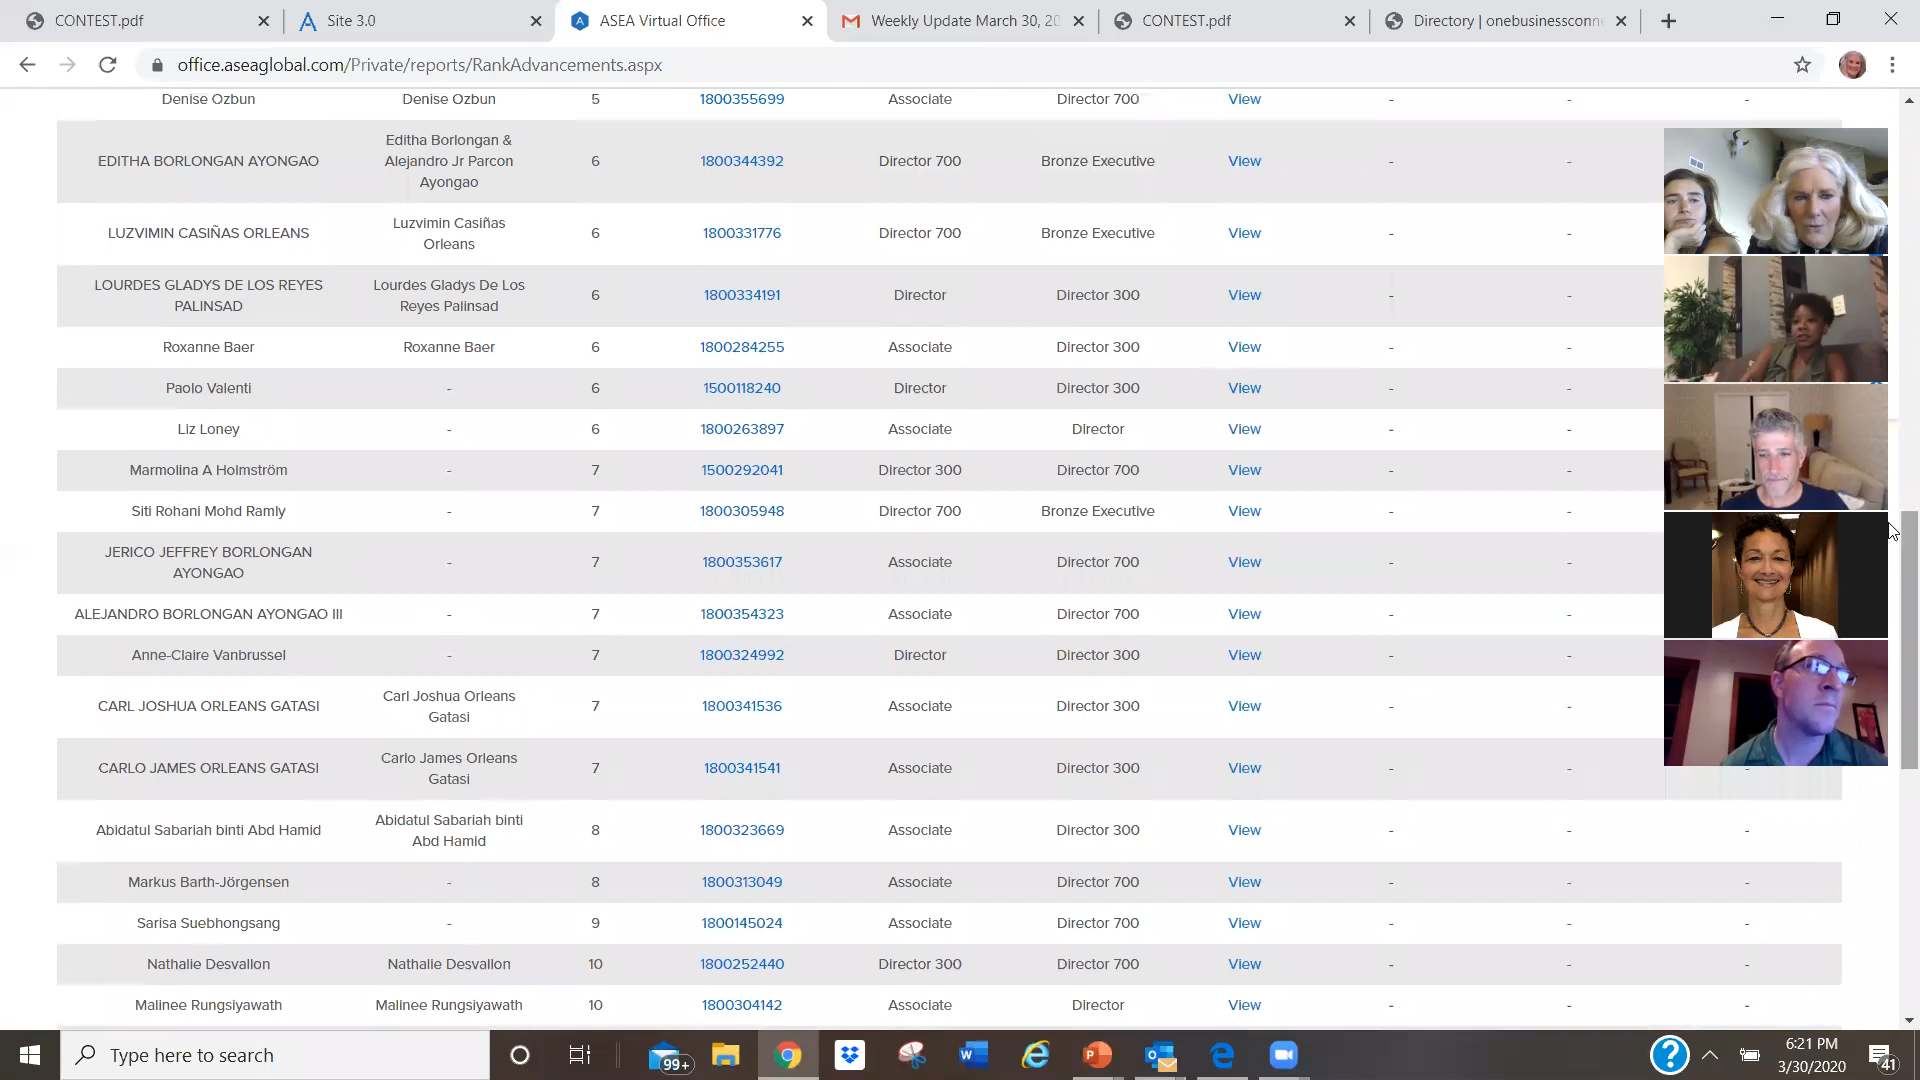 CONTEST.pdf
Site 3.0
ASEA Virtual Office
Weekly Update March 30, 20
CONTEST.pdf
Directory | onebusinessconne
office.aseaglobal.com/Private/reports/RankAdvancements.aspx
Denise Ozbun Denise Ozbun 5 1800355699 Associate Director 700 View - - -
EDITHA BORLONGAN AYONGAO Editha Borlongan & Alejandro Jr Parcon Ayongao 6 1800344392 Director 700 Bronze Executive View - -
LUZVIMIN CASIÑAS ORLEANS Luzvimin Casiñas Orleans 6 1800331776 Director 700 Bronze Executive View - -
LOURDES GLADYS DE LOS REYES PALINSAD Lourdes Gladys De Los Reyes Palinsad 6 1800334191 Director Director 300 View - -
Roxanne Baer Roxanne Baer 6 1800284255 Associate Director 300 View - -
Paolo Valenti - 6 1500118240 Director Director 300 View - -
Liz Loney - 6 1800263897 Associate Director View - -
Marmolina A Holmström - 7 1500292041 Director 300 Director 700 View - -
Siti Rohani Mohd Ramly - 7 1800305948 Director 700 Bronze Executive View - -
JERICO JEFFREY BORLONGAN AYONGAO - 7 1800353617 Associate Director 700 View - -
ALEJANDRO BORLONGAN AYONGAO III - 7 1800354323 Associate Director 700 View - -
Anne-Claire Vanbrussel - 7 1800324992 Director Director 300 View - -
CARL JOSHUA ORLEANS GATASI Carl Joshua Orleans Gatasi 7 1800341536 Associate Director 300 View - -
CARLO JAMES ORLEANS GATASI Carlo James Orleans Gatasi 7 1800341541 Associate Director 300 View - - -
Abidatul Sabariah binti Abd Hamid Abidatul Sabariah binti Abd Hamid 8 1800323669 Associate Director 300 View - - -
Markus Barth-Jörgensen - 8 1800313049 Associate Director 700 View - - -
Sarisa Suebhongsang - 9 1800145024 Associate Director 700 View - - -
Nathalie Desvallon Nathalie Desvallon 10 1800252440 Director 300 Director 700 View - - -
Malinee Rungsiyawath Malinee Rungsiyawath 10 1800304142 Associate Director View - - -
Type here to search
99+
6:21 PM
3/30/2020
41